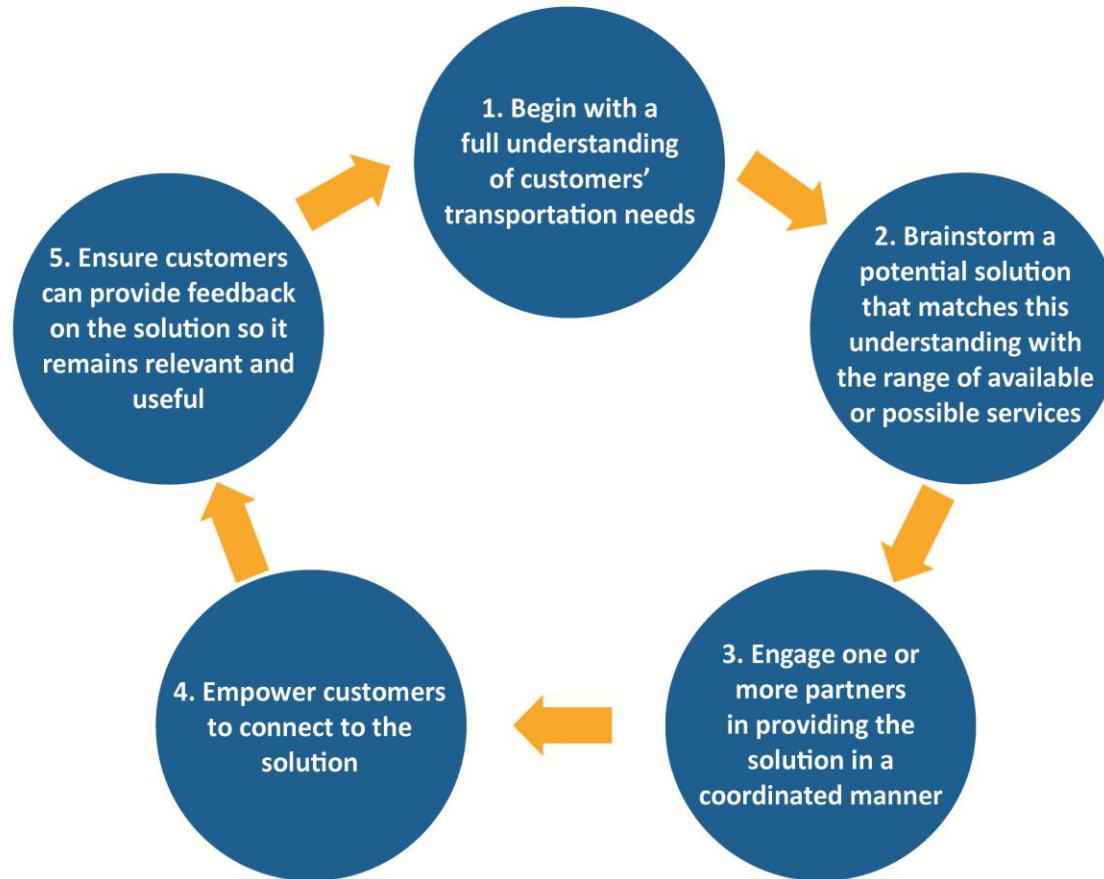 1. Begin with a
full understanding
of customers’
transportation needs
2. Brainstorm a
potential solution
that matches this
understanding with
the range of available
or possible services
3. Engage one or
more partners
in providing the
solution in a
coordinated manner
4. Empower customers
to connect to the
solution
5. Ensure customers
can provide feedback
on the solution so it
remains relevant and
useful